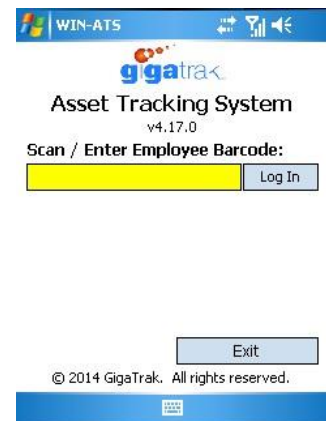 WIN-ATS
gigatrak
Asset Tracking System
v4.17.0
Scan / Enter Employee Barcode:
Log In
Exit
© 2014 GigaTrak. All rights reserved.